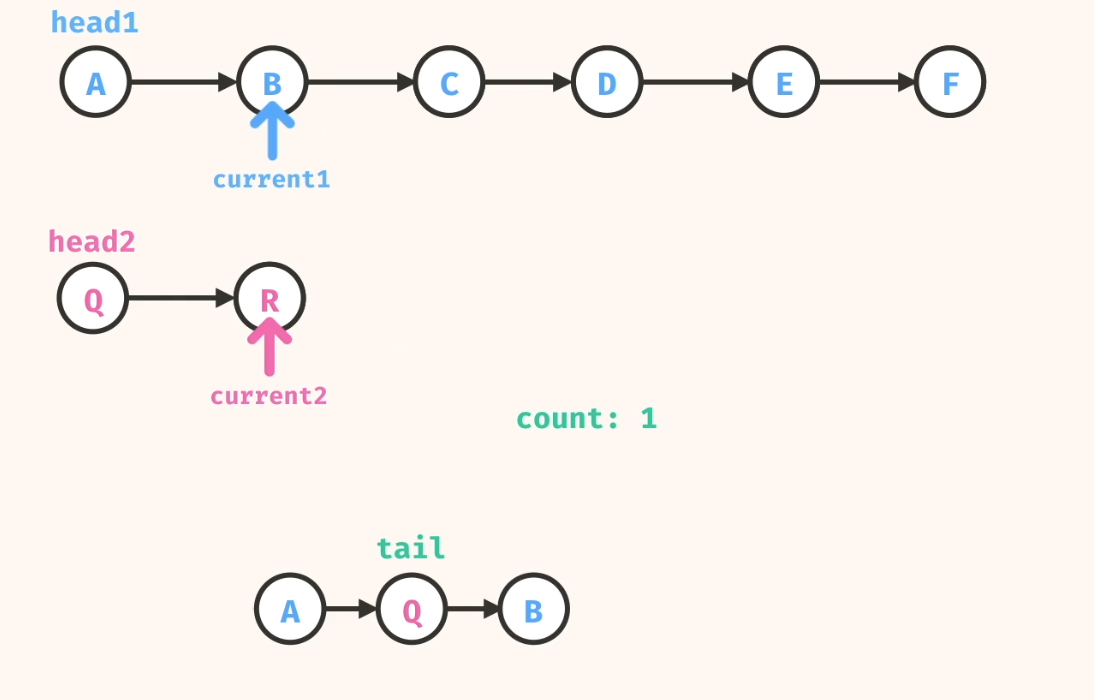 head1
A B C D E F
current1
head2
Q R
current2
count: 1
tail
A Q B